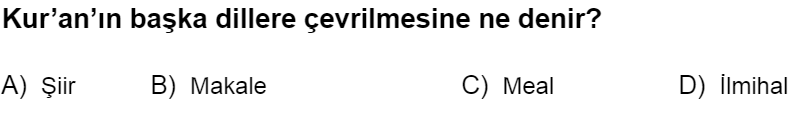 Kur’an’ın başka dillere çevrilmesine ne denir?
A) Şiir B) Makale C) Meal D) İlmihal